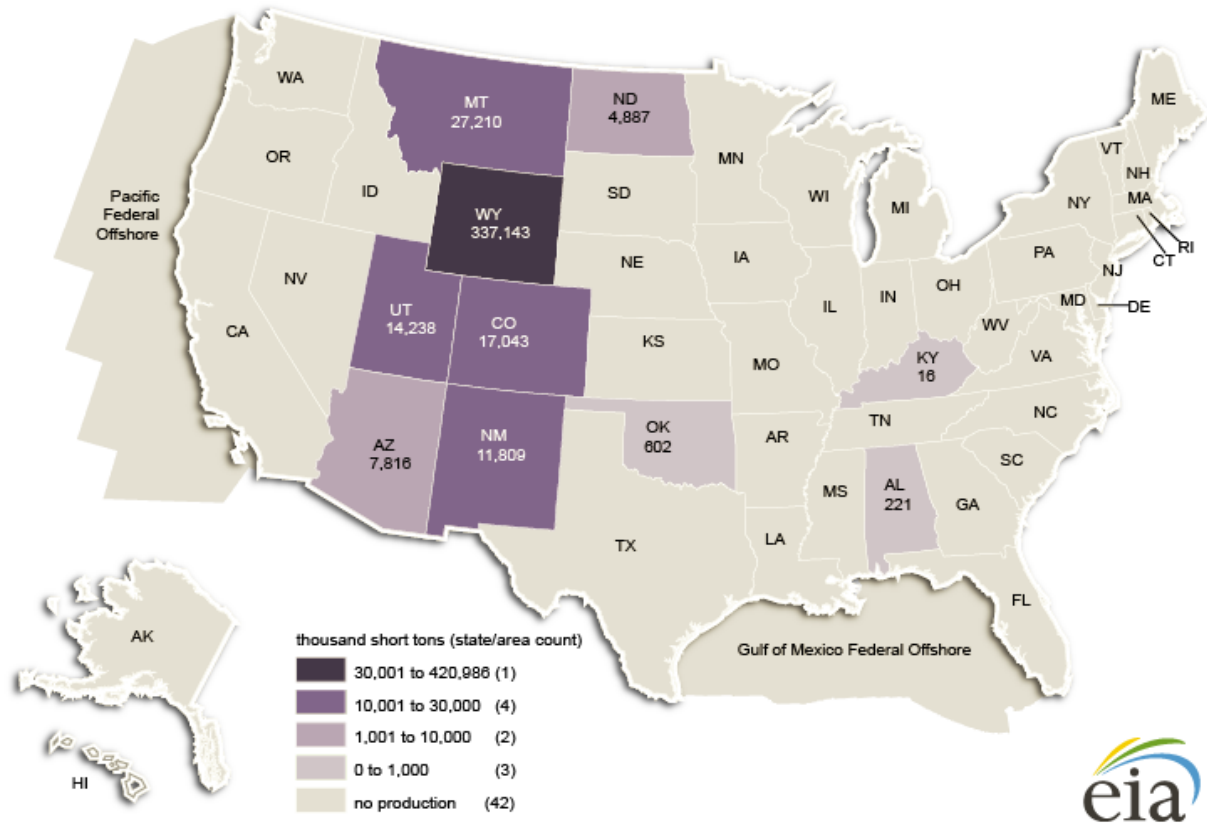 WA
MT
27,210
ND
4,887
MN
ME
VT
NH
MA
RI
CT
NY
OR
ID
WY
337,143
SD
WI
MI
Pacific
Federal
Offshore
NE
IA
PA
NJ
NV
UT
14,238
CO
17,043
IL
IN
OH
MD
DE
WV
VA
CA
KS
MO
KY
16
AZ
7,816
NM
11,809
OK
602
AR
TN
NC
SC
TX
LA
MS
AL
221
GA
FL
Gulf of Mexico Federal Offshore
AK
HI
thousand short tons (state/area count)
30,001 to 420,986 (1)
10,001 to 30,000 (4)
1,001 to 10,000 (2)
0 to 1,000 (3)
no production (42)
eia